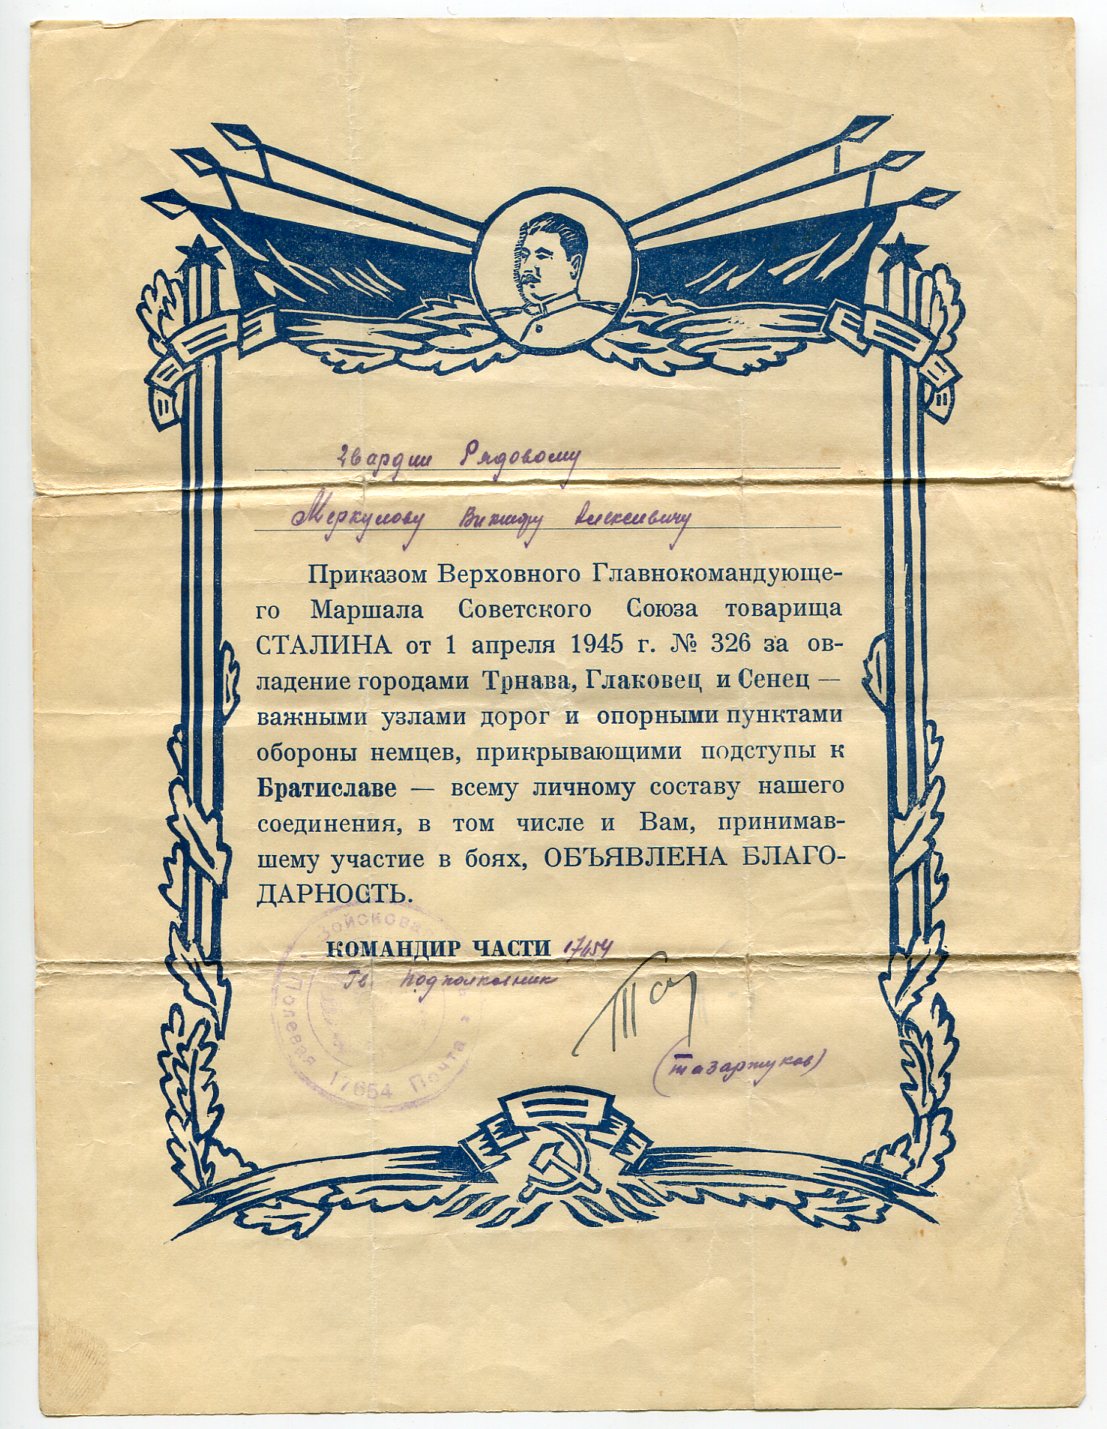 гвардии Рядовому
Меркулову Виктору Алексеевичу
Приказом Верховного Главнокомандующе-
го Маршала Советского Союза товарища
СТАЛИНА от 1 апреля 1945 г. № 326 за ов-
ладение городами Трнава, Глаковец и Сенец —
важными узлами дорог и опорными пунктами
обороны немцев, прикрывающими подступы к
Братиславе — всему личному составу нашего
соединения, в том числе и Вам, принимав-
шему участие в боях, ОБЪЯВЛЕНА БЛАГО-
ДАРНОСТЬ.
КОМАНДИР ЧАСТИ 17654
Гв подполковник
Полевая 17654 Почта